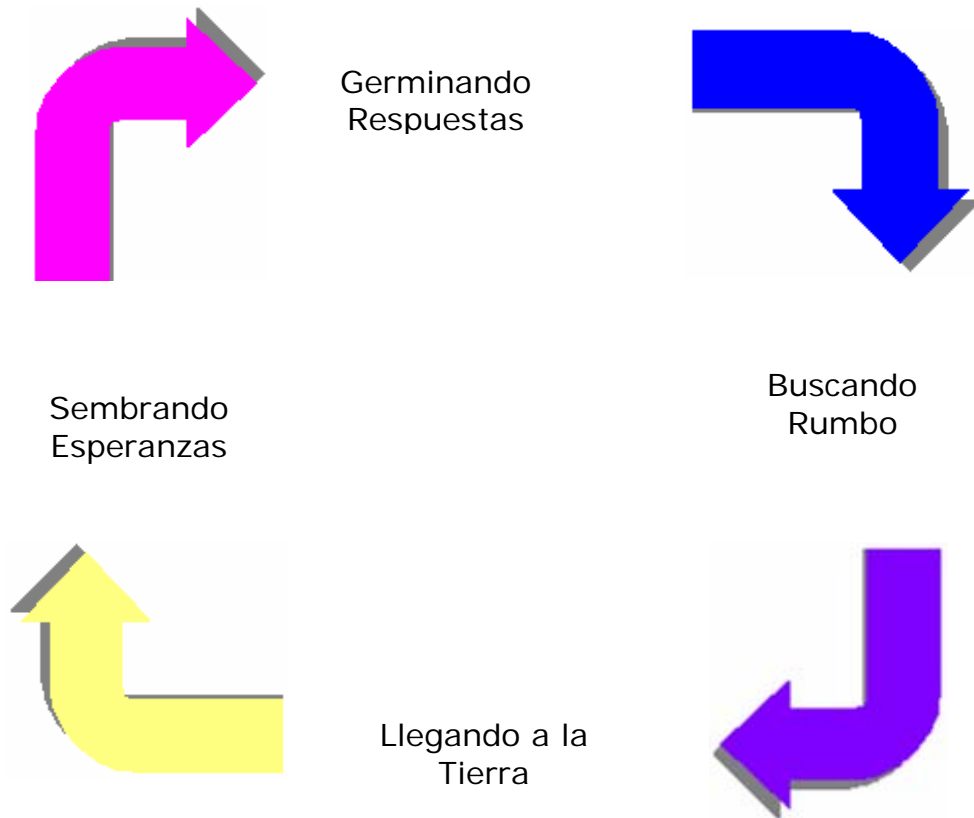 Germinando
Respuestas
Sembrando
Esperanzas
Buscando
Rumbo
Llegando a la
Tierra